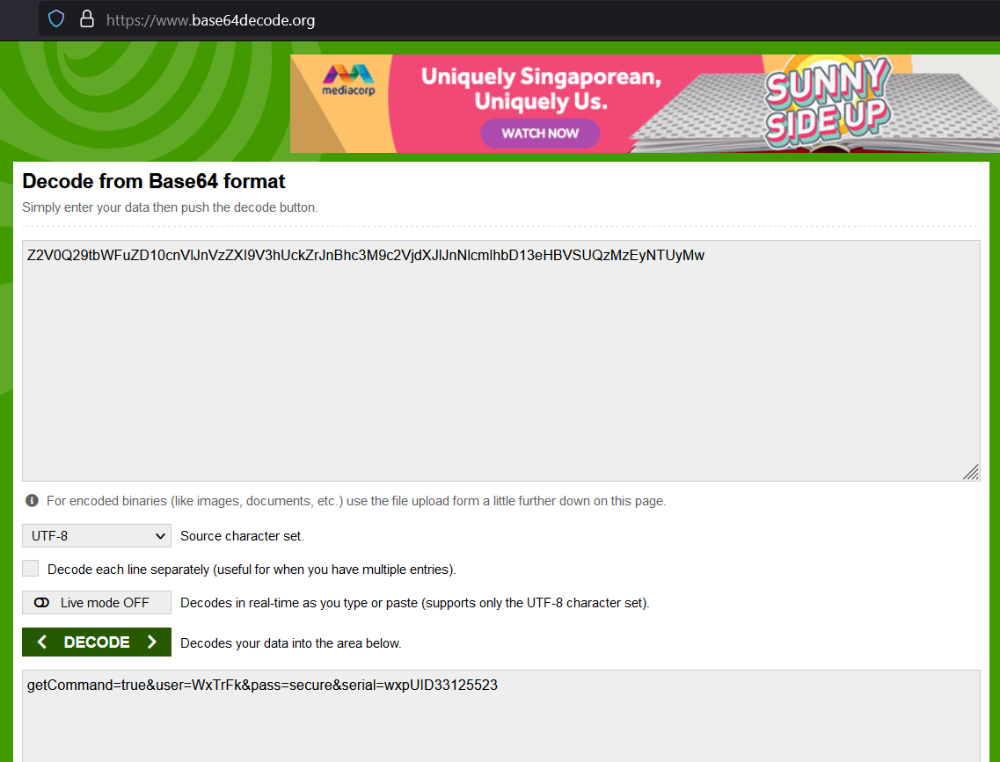 https://www.base64decode.org
mediacorp
Uniquely Singaporean,
Uniquely Us.
WATCH NOW
SUNNY
SIDE UP
Decode from Base64 format
Simply enter your data then push the decode button.
Z2V0Q29tbWFuZD10cnVlJnVzZXI9V3hUckZrJnBhc3M9c2VjdXJlJnNlcmlhbD13eHBVSUQzMzEyNTUyMw
For encoded binaries (like images, documents, etc.) use the file upload form a little further down on this page.
UTF-8 Source character set.
Decode each line separately (useful for when you have multiple entries).
Live mode OFF Decodes in real-time as you type or paste (supports only the UTF-8 character set).
< DECODE > Decodes your data into the area below.
getCommand=true&user=WxTrFk&pass=secure&serial=wxpUID33125523